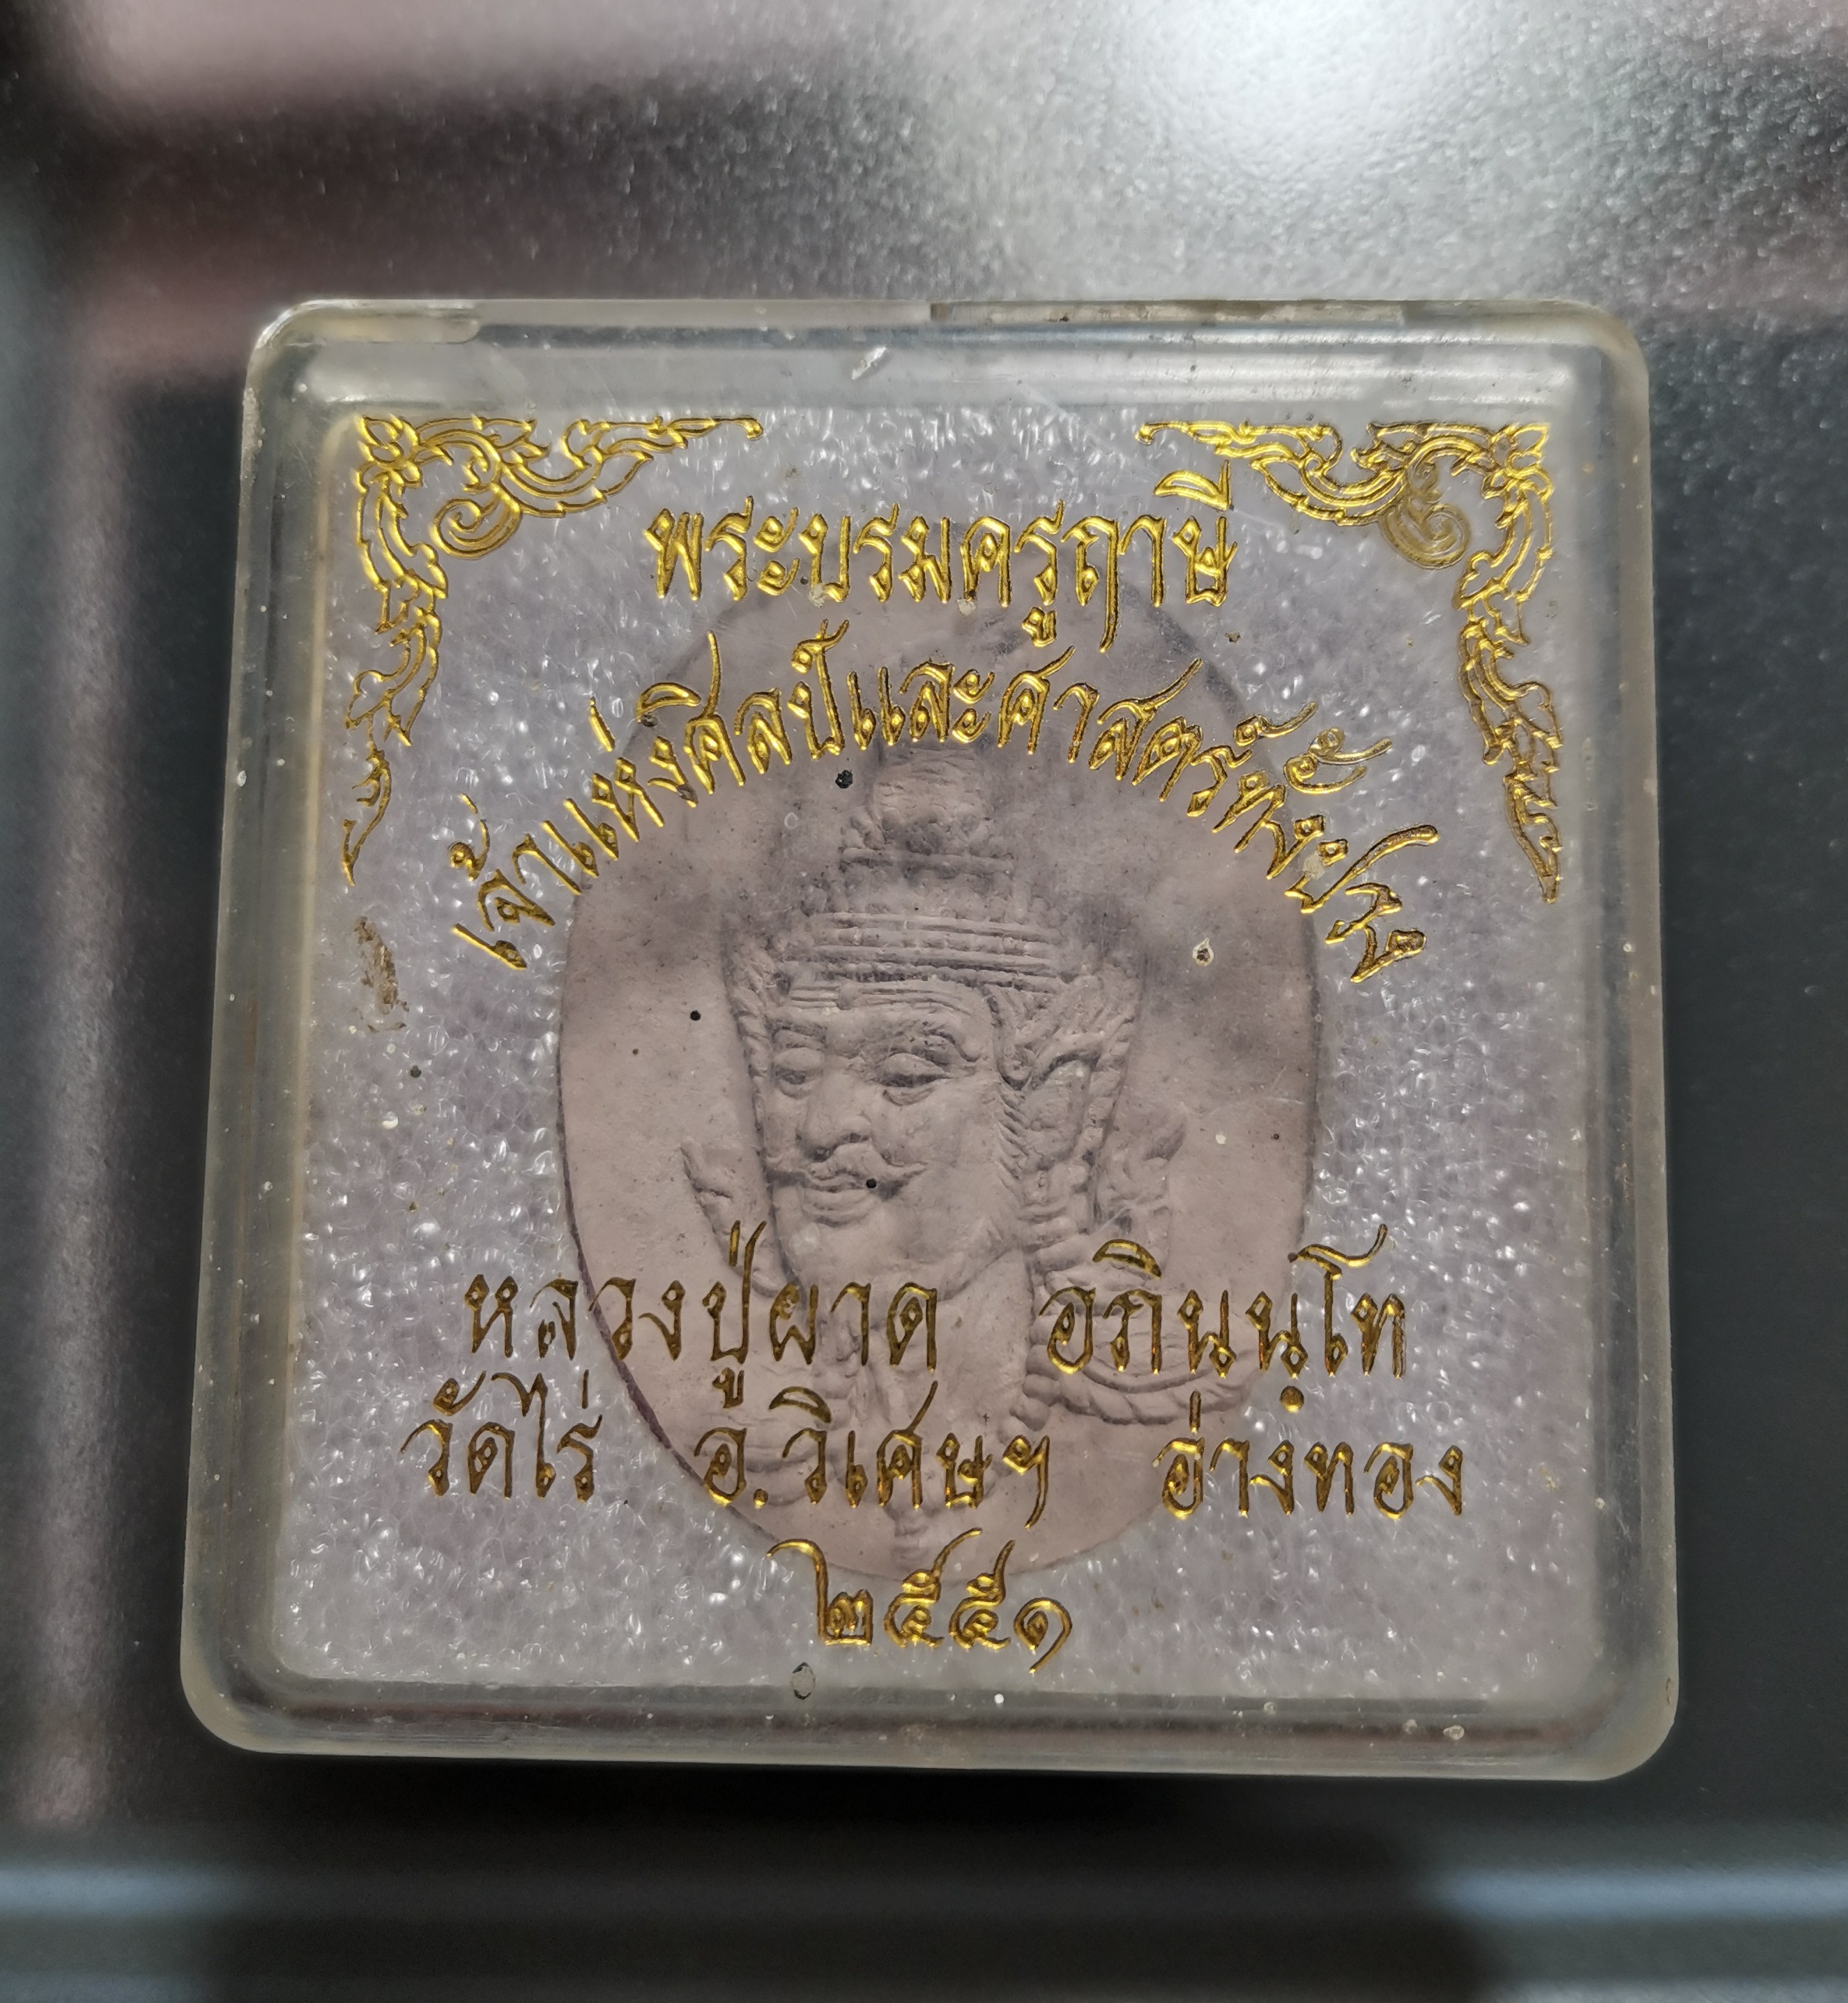 พระบรมครูฤาษี
เจ้าแห่งศิลป์และศาสตร์ทั้งปวง
หลวงปู่ผาด อภินนฺโท
วัดไร่ อ.วิเศษฯ อ่างทอง
๒๕๕๑